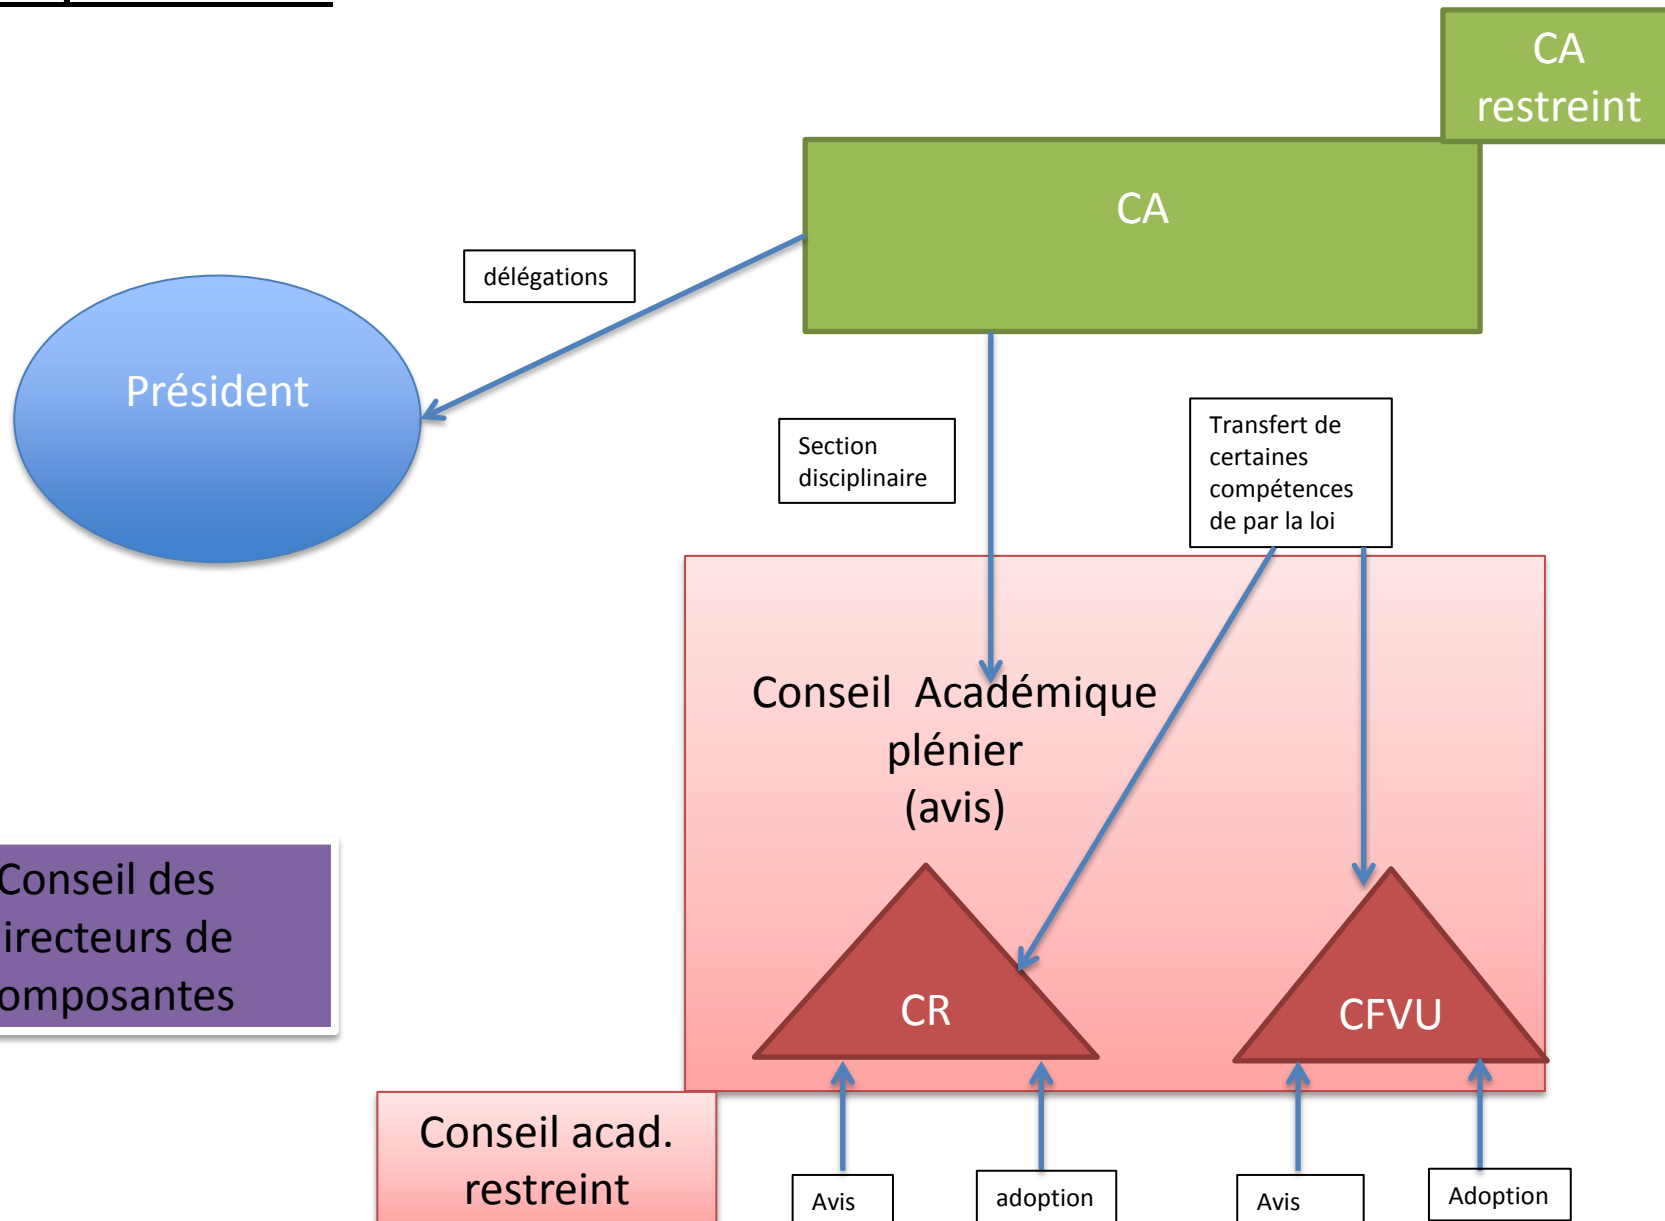 CA
restreint
CA
délégations
Président
Section
disciplinaire
Transfert de
certaines
compétences
de par la loi
Conseil Académique
plénier
(avis)
Conseil des
irecteurs de
omposantes
CR
CFVU
Conseil acad.
restreint
Avis
adoption
Avis
Adoption